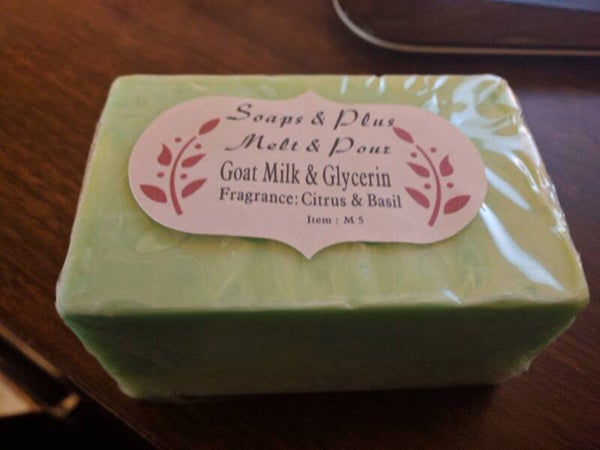 Soaps & Plus
Melt & Pour
Goat Milk & Glycerin
Fragrance: Citrus & Basil
Item : M 5